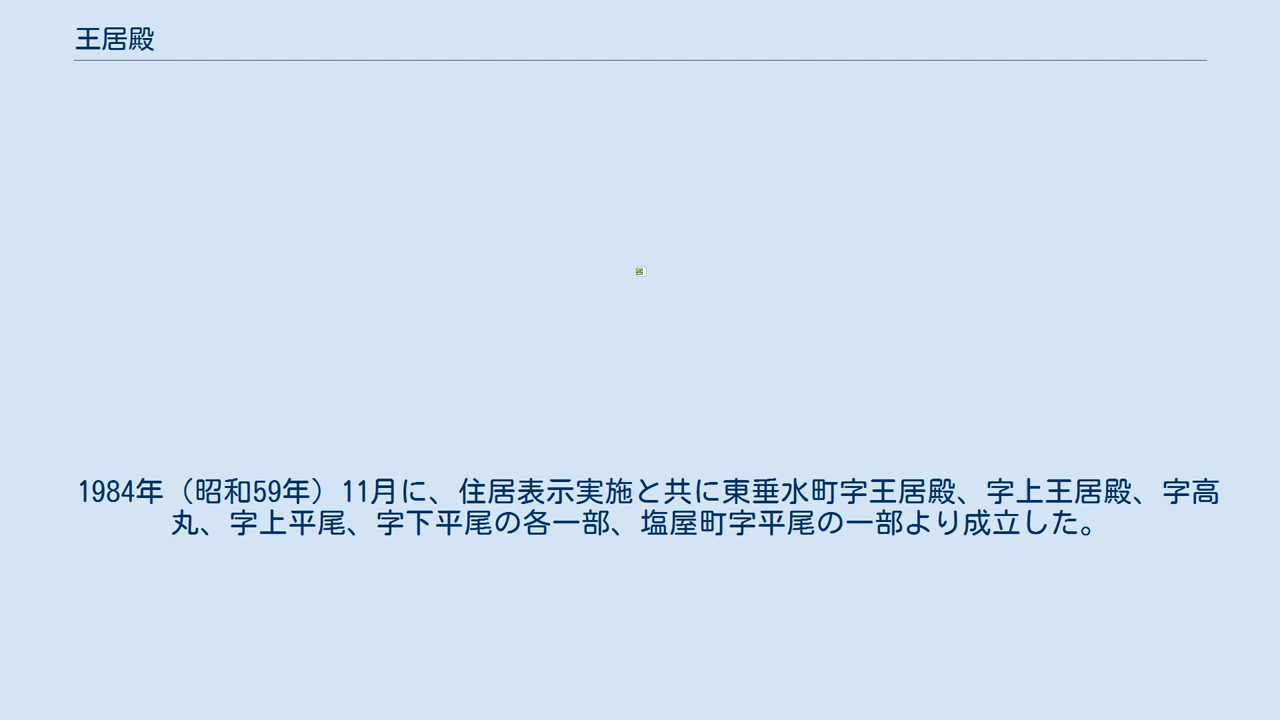 王居殿
1984年（昭和59年）11月に、住居表示実施と共に東垂水町字王居殿、字上王居殿、字高
丸、字上平尾、字下平尾の各一部、塩屋町字平尾の一部より成立した。